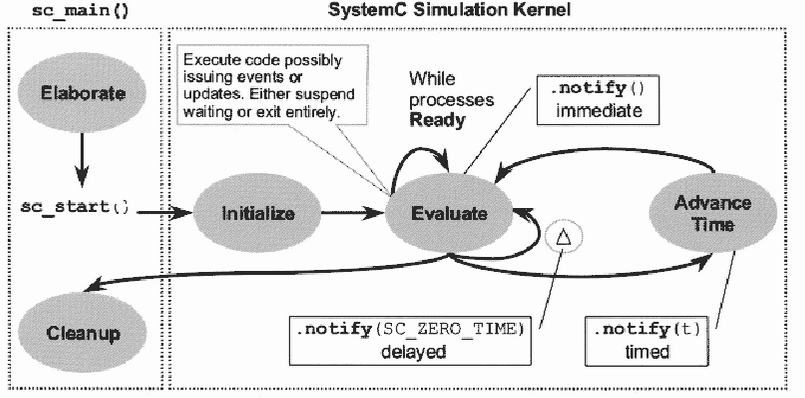 sc_main()
SystemC Simulation Kernel
Elaborate
sc_start()
Cleanup
Execute code possibly
issuing events or
updates. Either suspend
waiting or exit entirely.
While
processes
Ready
.notify()
immediate
Initialize
Evaluate
Advance
Time
Δ
.notify(SC_ZERO_TIME)
delayed
.notify(t)
timed